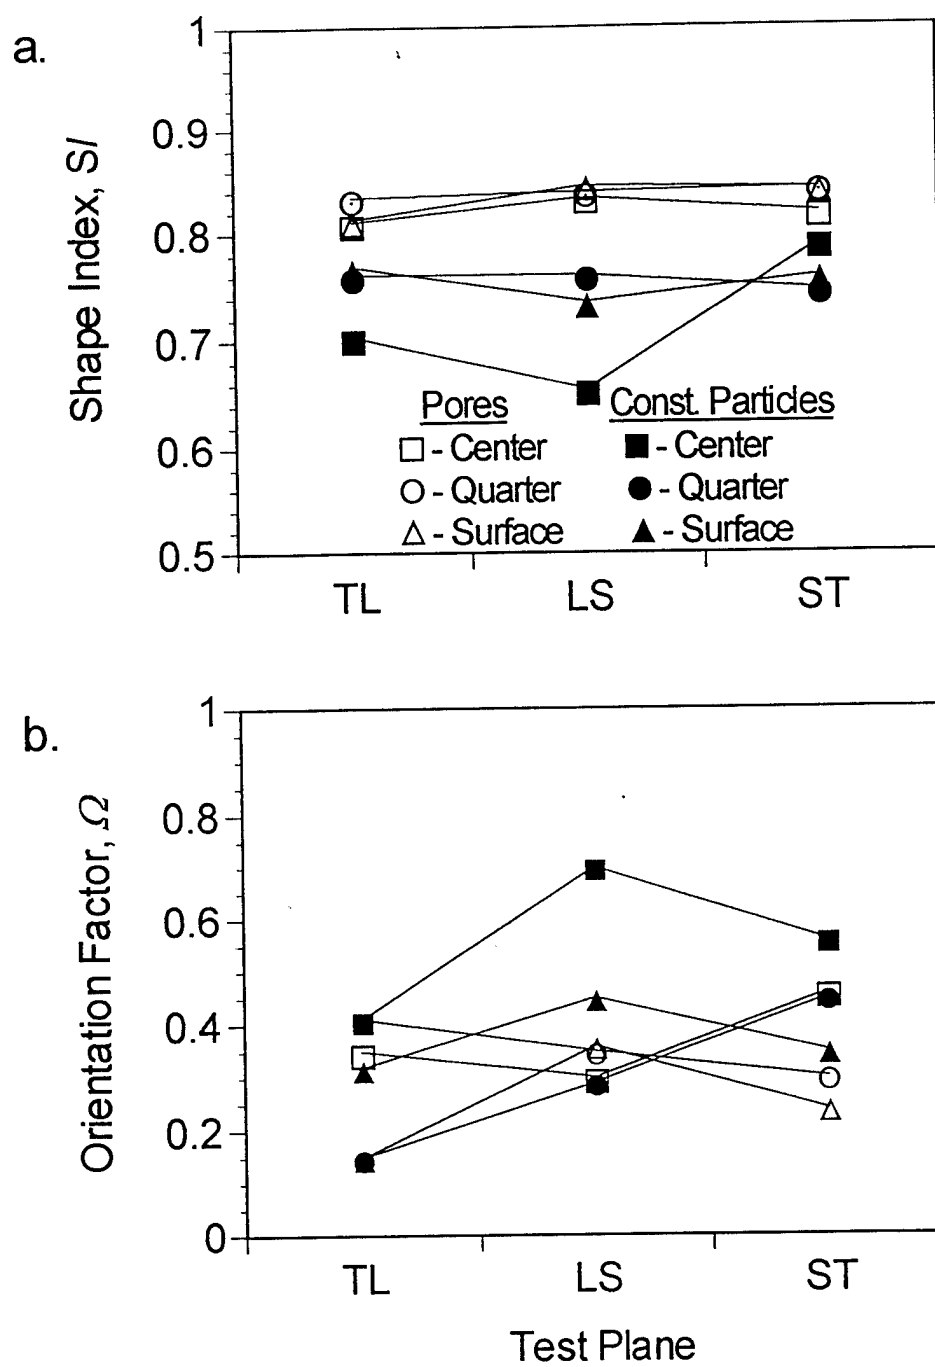 a.
Shape Index, SI
1
0.9
0.8
0.7
0.6
0.5
Pores Const. Particles
- Center - Center
- Quarter - Quarter
- Surface - Surface
TL LS ST
b.
Orientation Factor, Ω
1
0.8
0.6
0.4
0.2
0
TL LS ST
Test Plane